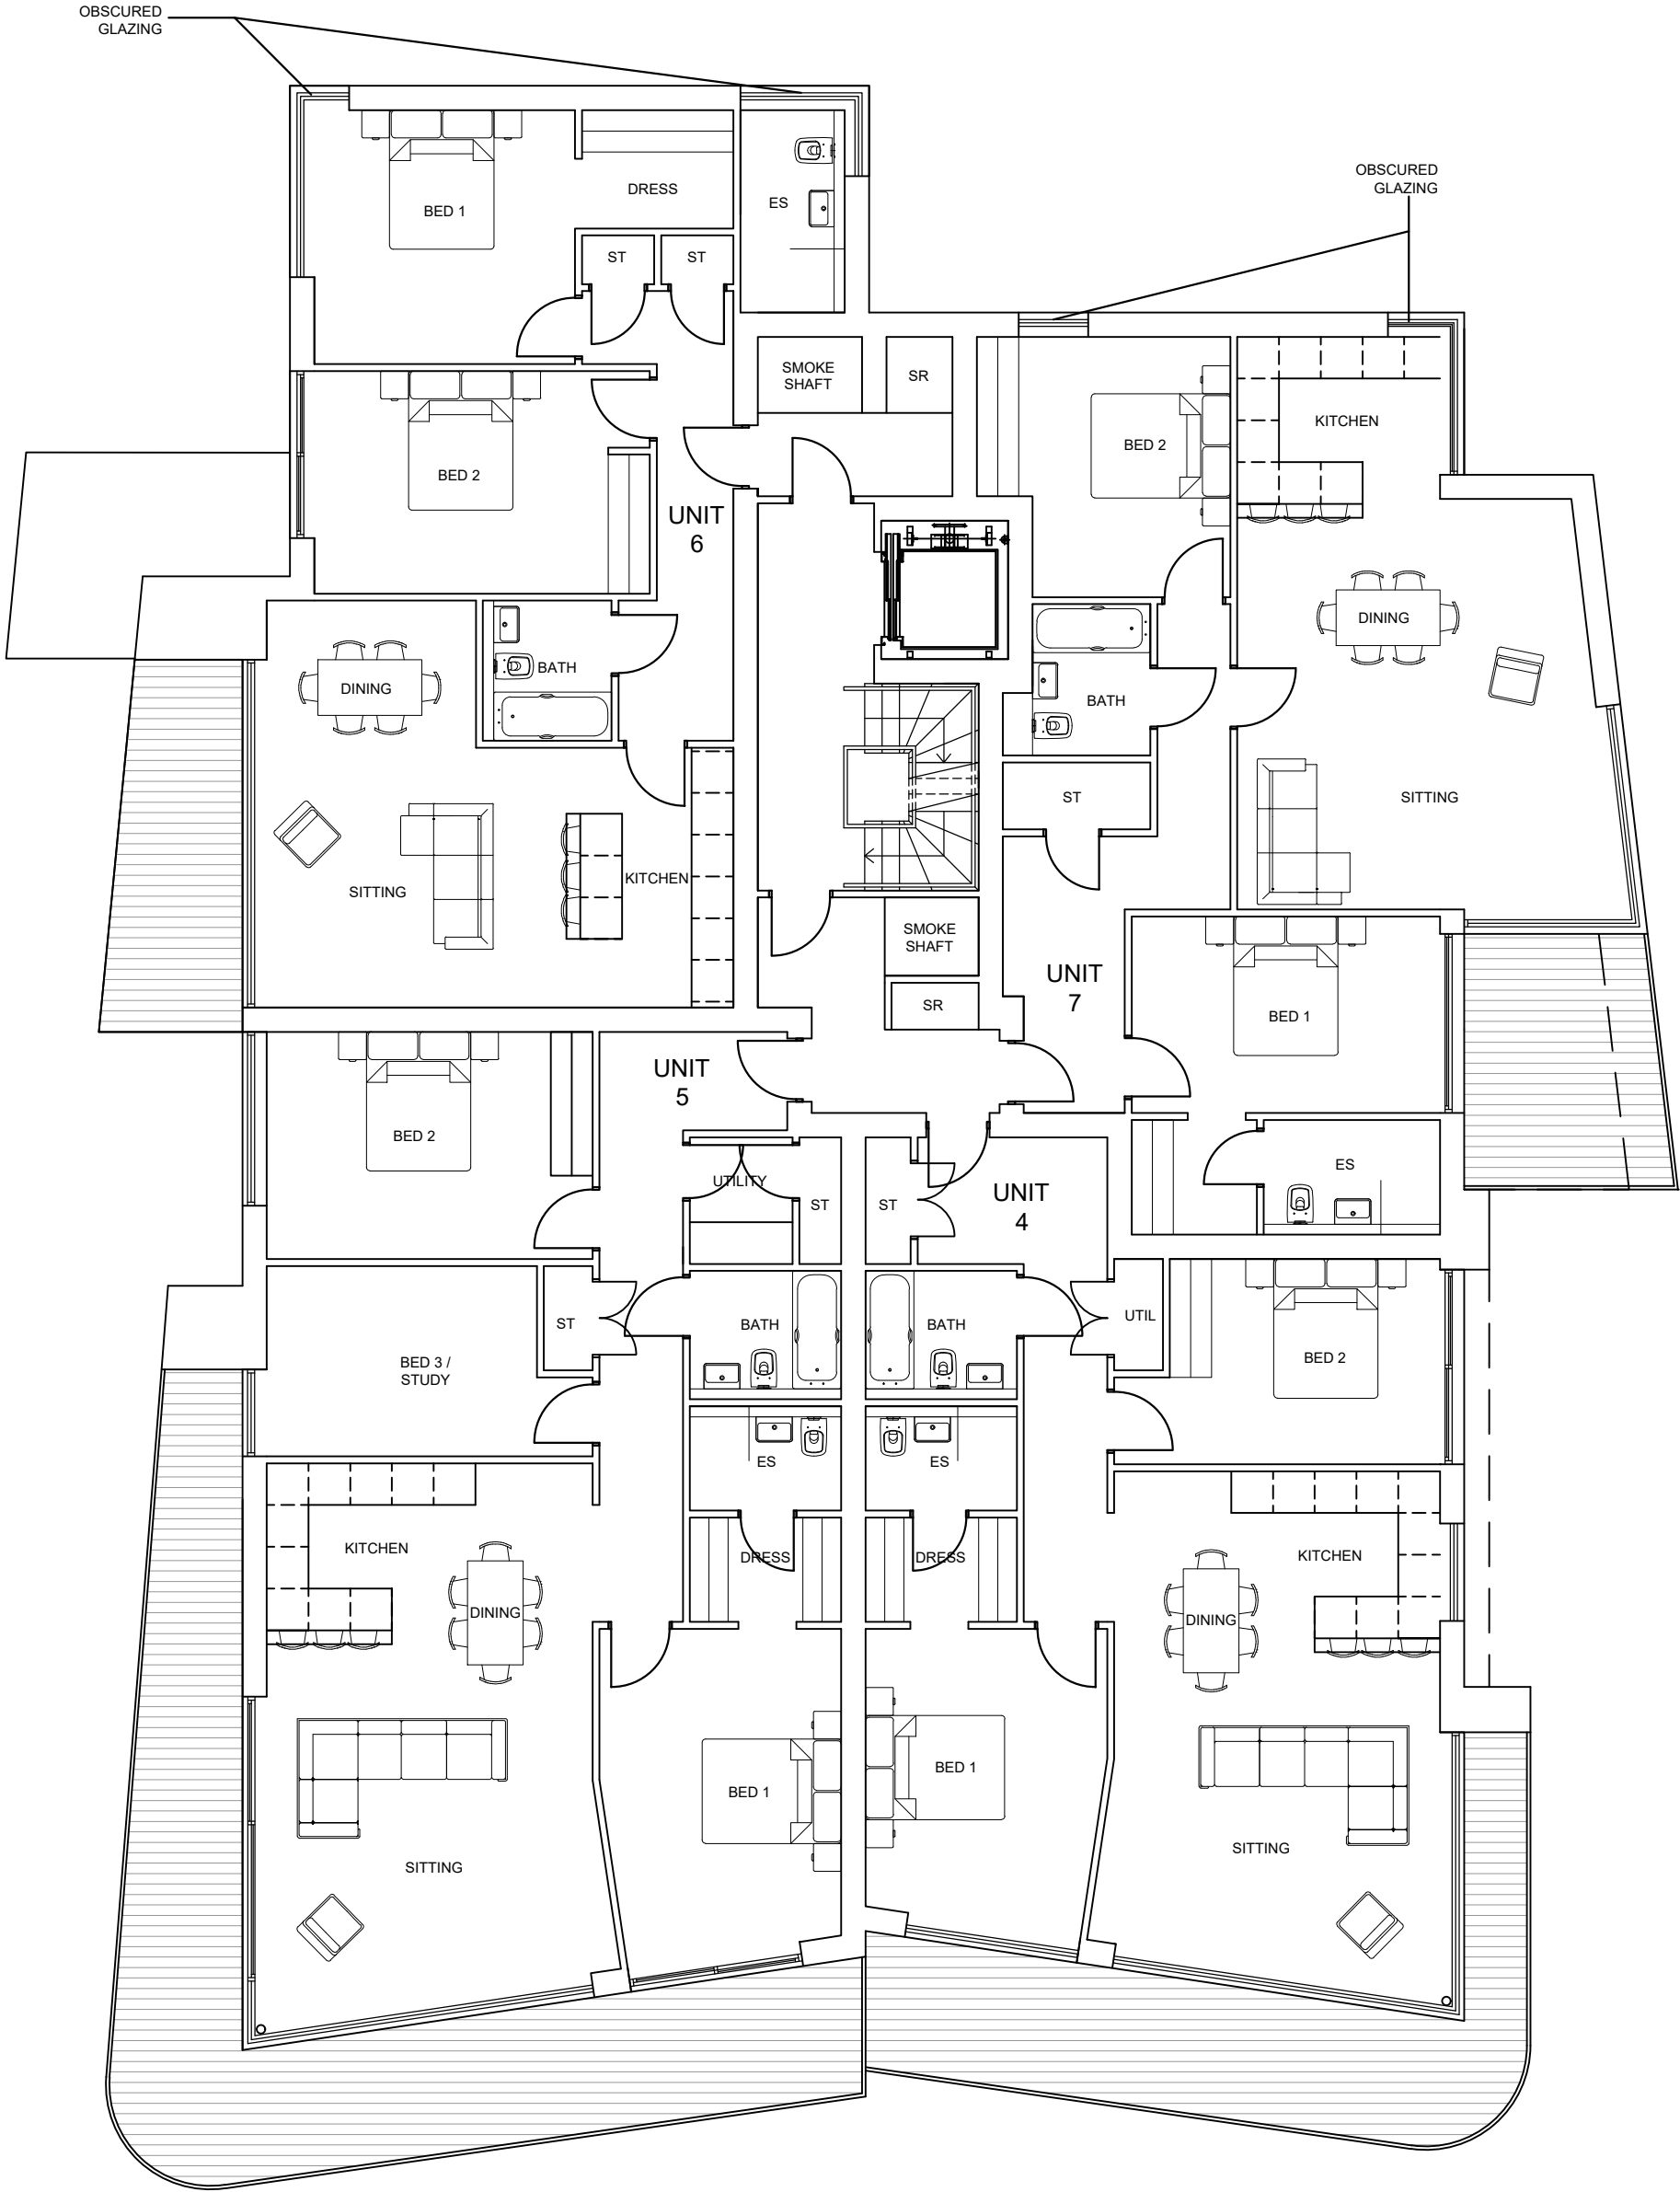 OBSCURED
GLAZING
OBSCURED
GLAZING
BED 1
DRESS
ES
ST
ST
SMOKE
SHAFT
SR
BED 2
KITCHEN
BED 2
UNIT
6
DINING
BATH
DINING
BATH
SITTING
KITCHEN
ST
SITTING
SMOKE
SHAFT
SR
UNIT
7
BED 1
UNIT
5
BED 2
UTILITY
ST
ST
UNIT
4
ES
ST
BATH
BATH
UTIL
BED 2
BED 3 /
STUDY
ES
ES
KITCHEN
DINING
DRESS
DRESS
KITCHEN
DINING
BED 1
BED 1
SITTING
SITTING